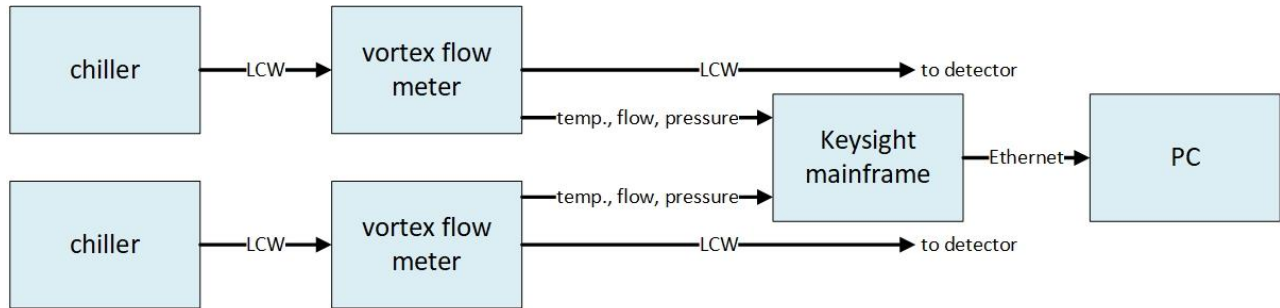 chiller
LCW
vortex flow
meter
LCW
to detector
temp., flow, pressure
Keysight
mainframe
Ethernet
PC
chiller
LCW
vortex flow
meter
temp., flow, pressure
LCW
to detector